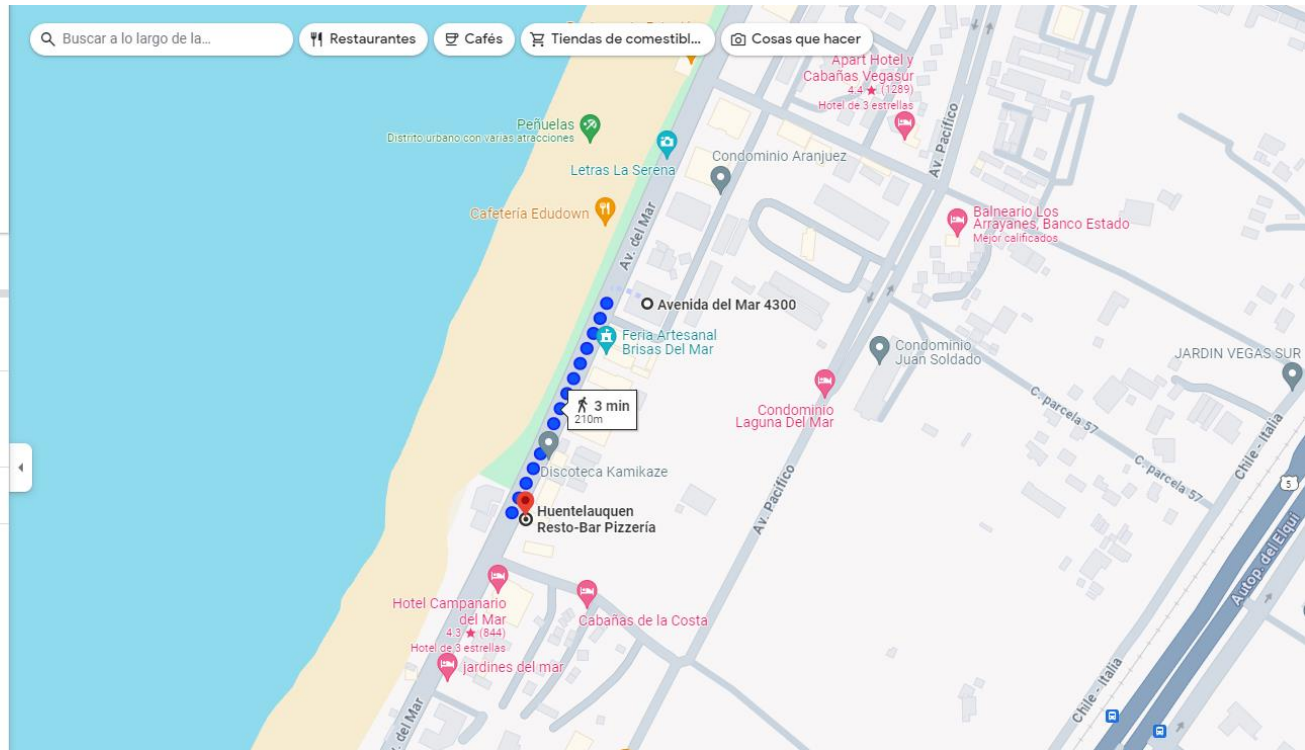 Buscar a lo largo de la...
Restaurantes
Cafés
Tiendas de comestibl...
Cosas que hacer
Apart Hotel y
Cabañas Vegasur
4.4 ★ (1289)
Hotel de 3 estrellas
Av. Pacífico
Peñuelas
Distrito urbano con varias atracciones
Letras La Serena
Condominio Aranjuez
Cafetería Edudown
Av. del Mar
Balneario Los
Arrayanes, Banco Estado
Mejor calificados
Avenida del Mar 4300
Feria Artesanal
Brisas Del Mar
Condominio
Juan Soldado
JARDIN VEGAS SUR
C. parcela 57
Condominio
Laguna Del Mar
3 min
210m
Chile - Italia
Discoteca Kamikaze
C. parcela 57
5
Av. Pacífico
Huentelauquen
Resto-Bar Pizzería
Autop. del Elqui
Hotel Campanario
del Mar
4.3 ★ (844)
Hotel de 3 estrellas
Cabañas de la Costa
jardines del mar
Chile - Italia
del Mar